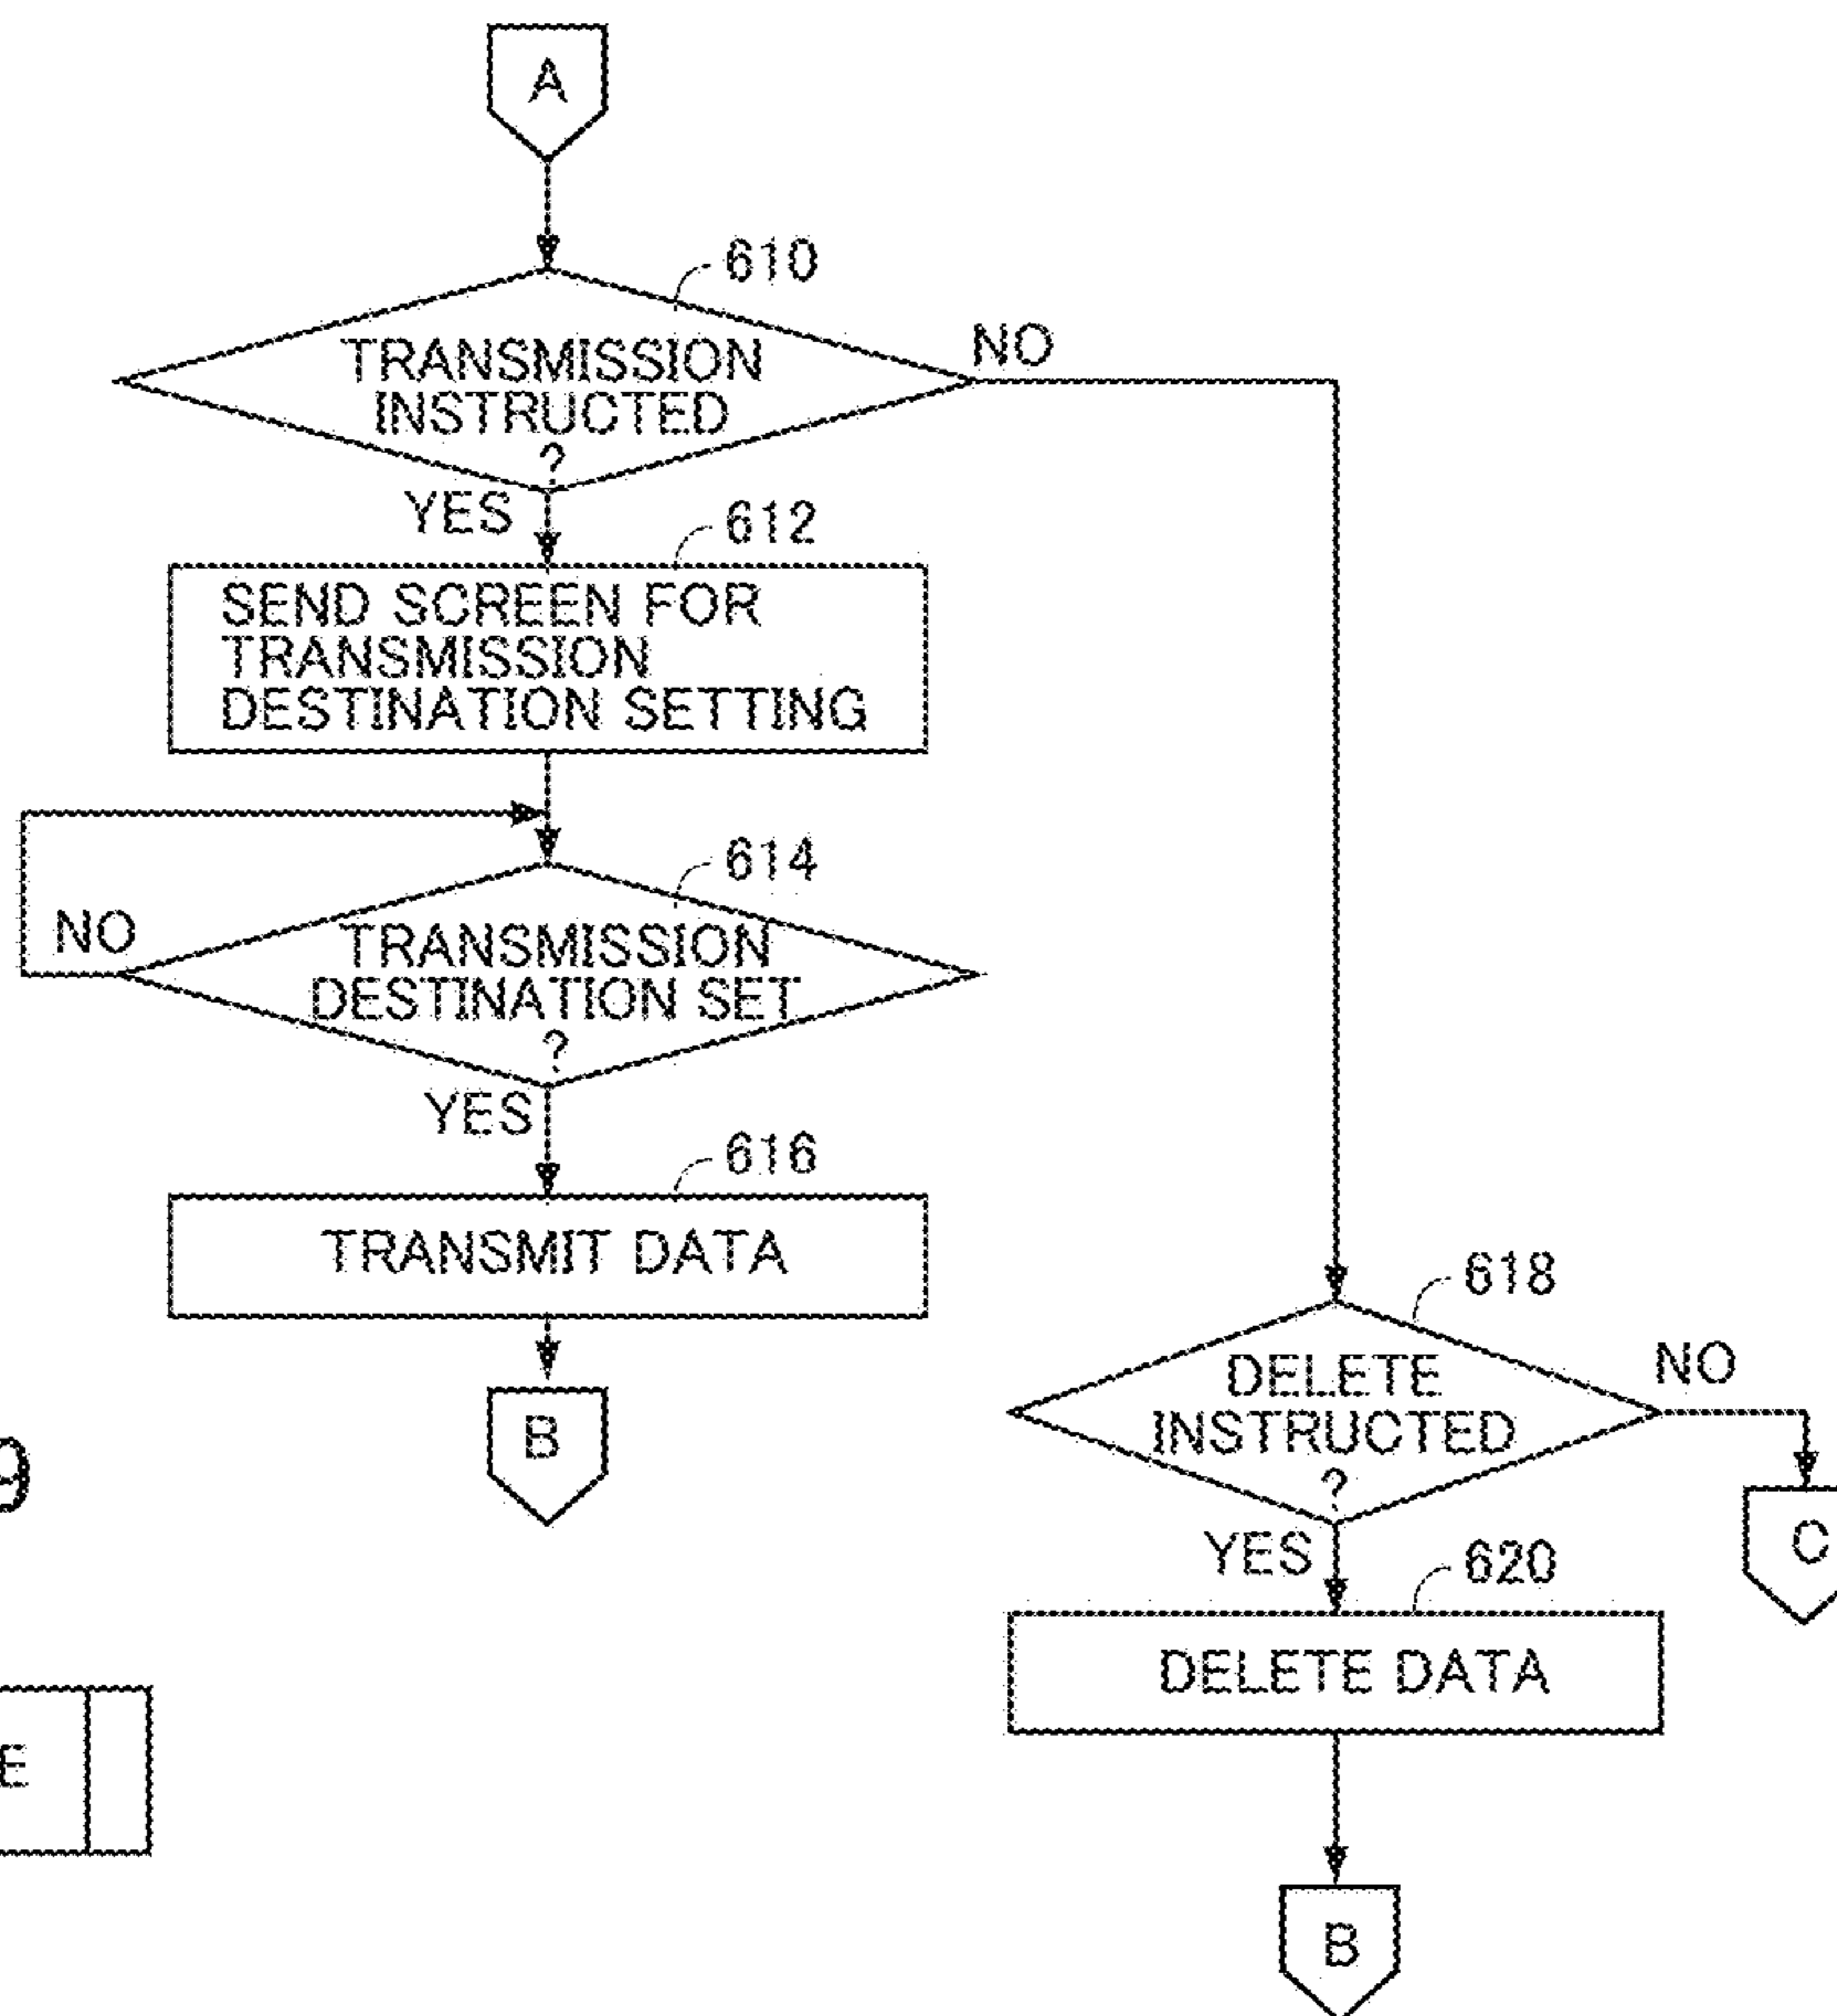 A
610
TRANSMISSION
INSTRUCTED
?
NO
YES
612
SEND SCREEN FOR
TRANSMISSION
DESTINATION SETTING
614
NO
TRANSMISSION
DESTINATION SET
?
YES
616
TRANSMIT DATA
B
618
DELETE
INSTRUCTED
?
NO
C
YES
620
DELETE DATA
B
9
E